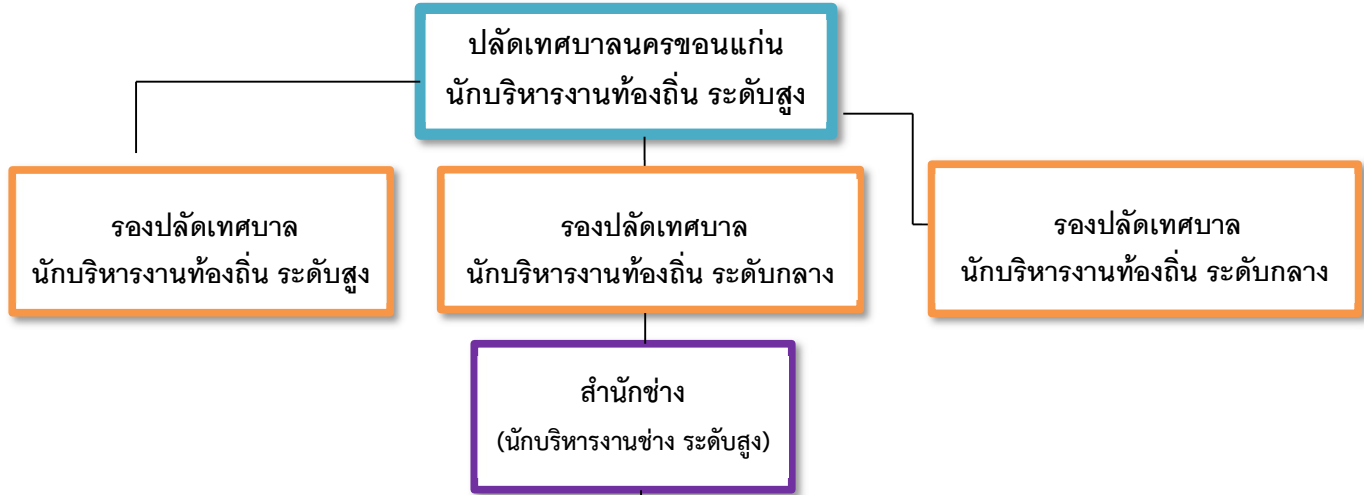 ปลัดเทศบาลนครขอนแก่น
นักบริหารงานท้องถิ่น ระดับสูง
รองปลัดเทศบาล
นักบริหารงานท้องถิ่น ระดับสูง
รองปลัดเทศบาล
นักบริหารงานท้องถิ่น ระดับกลาง
รองปลัดเทศบาล
นักบริหารงานท้องถิ่น ระดับกลาง
สำนักช่าง
(นักบริหารงานช่าง ระดับสูง)